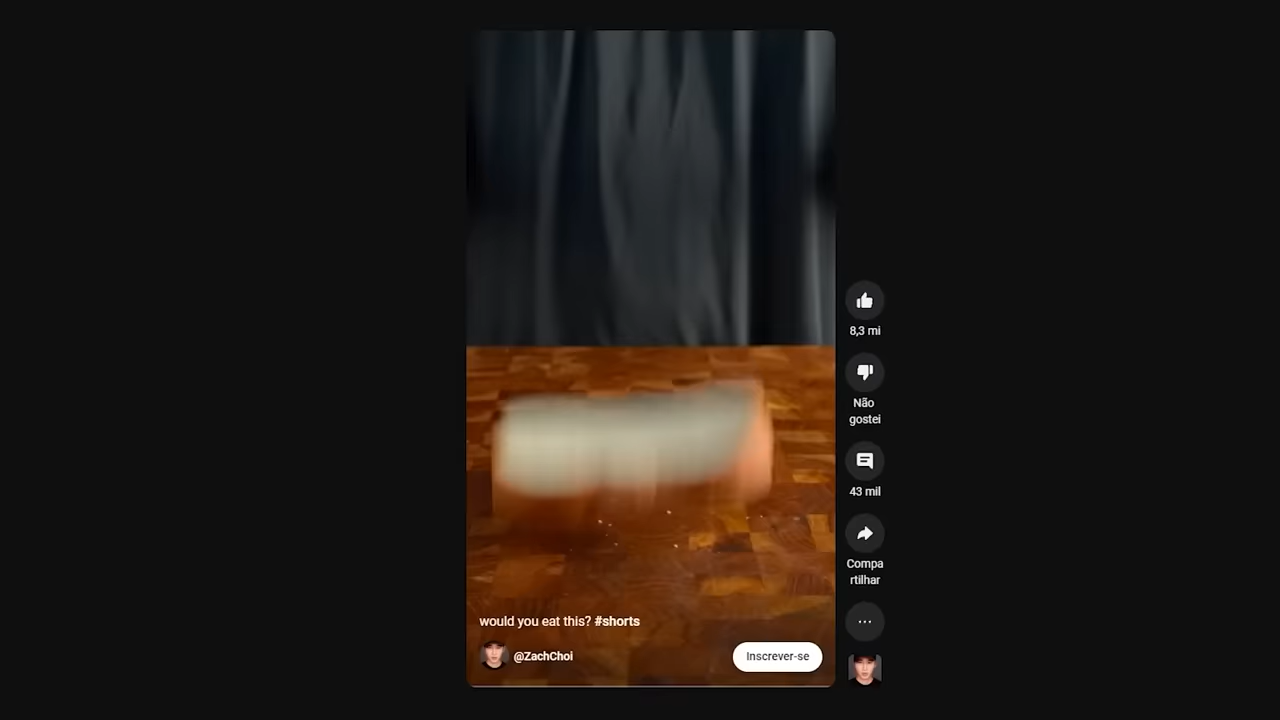 8,3 mi
Não
gostei
43 mil
Compa
rtilhar
would you eat this? #shorts
@ZachChoi
Inscrever-se